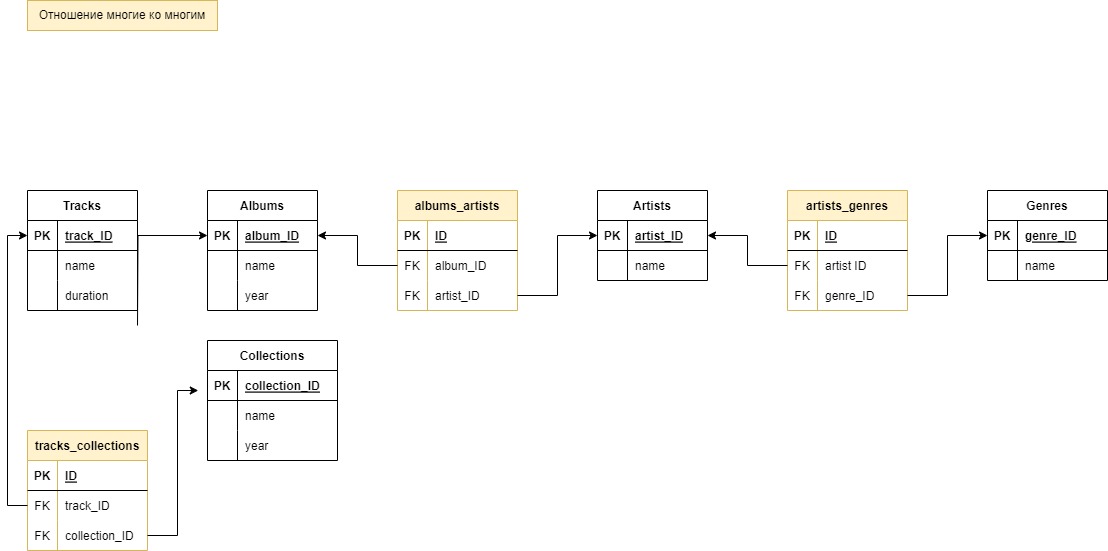 Отношение многие ко многим
Tracks
PK track_ID
name
duration
Albums
PK album_ID
name
year
albums_artists
PK ID
FK album_ID
FK artist_ID
Artists
PK artist_ID
name
artists_genres
PK ID
FK artist ID
FK genre_ID
Genres
PK genre_ID
name
Collections
PK collection_ID
name
year
tracks_collections
PK ID
FK track_ID
FK collection_ID